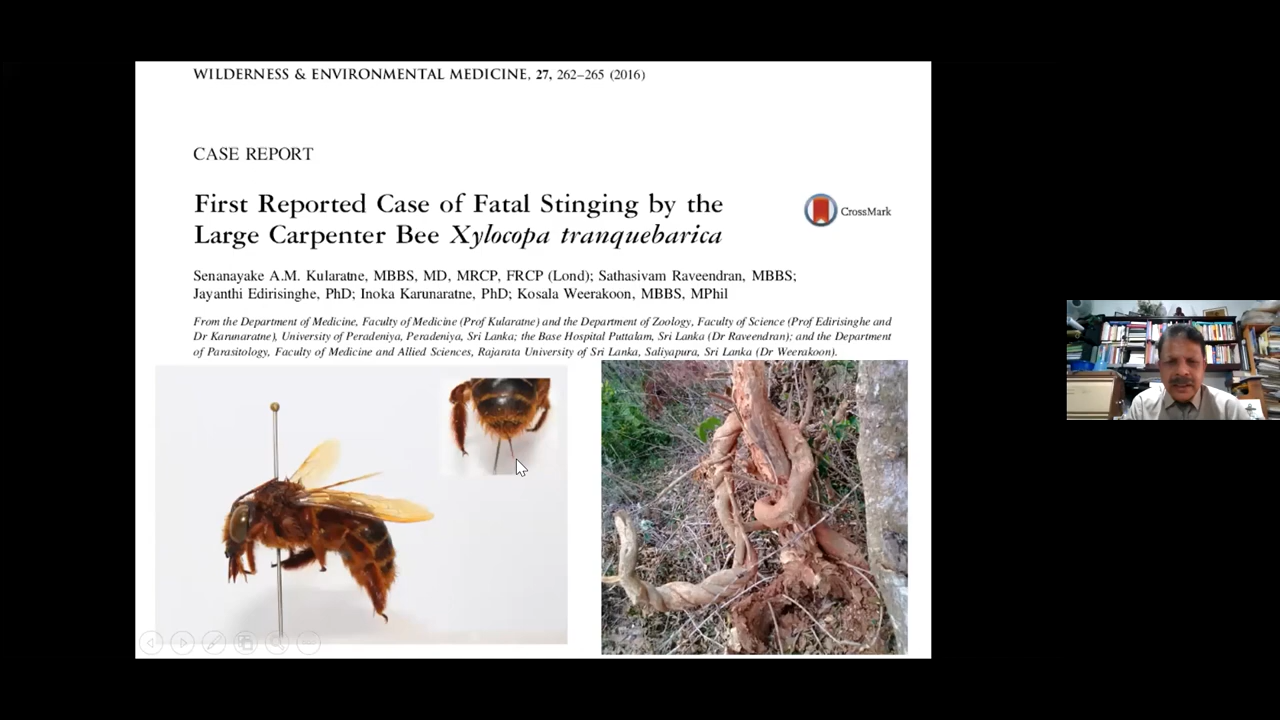 WILDERNESS & ENVIRONMENTAL MEDICINE, 27, 262–265 (2016)
CASE REPORT
First Reported Case of Fatal Stinging by the
Large Carpenter Bee Xylocopa tranquebarica
CrossMark
Senanayake A.M. Kularatne, MBBS, MD, MRCP, FRCP (Lond); Sathasivam Raveendran, MBBS;
Jayanthi Edirisinghe, PhD; Inoka Karunaratne, PhD; Kosala Weerakoon, MBBS, MPhil
From the Department of Medicine, Faculty of Medicine (Prof Kularatne) and the Department of Zoology, Faculty of Science (Prof Edirisinghe and
Dr Karunaratne), University of Peradeniya, Peradeniya, Sri Lanka; the Base Hospital Puttalam, Sri Lanka (Dr Raveendran); and the Department
of Parasitology, Faculty of Medicine and Allied Sciences, Rajarata University of Sri Lanka, Saliyapura, Sri Lanka (Dr Weerakoon).